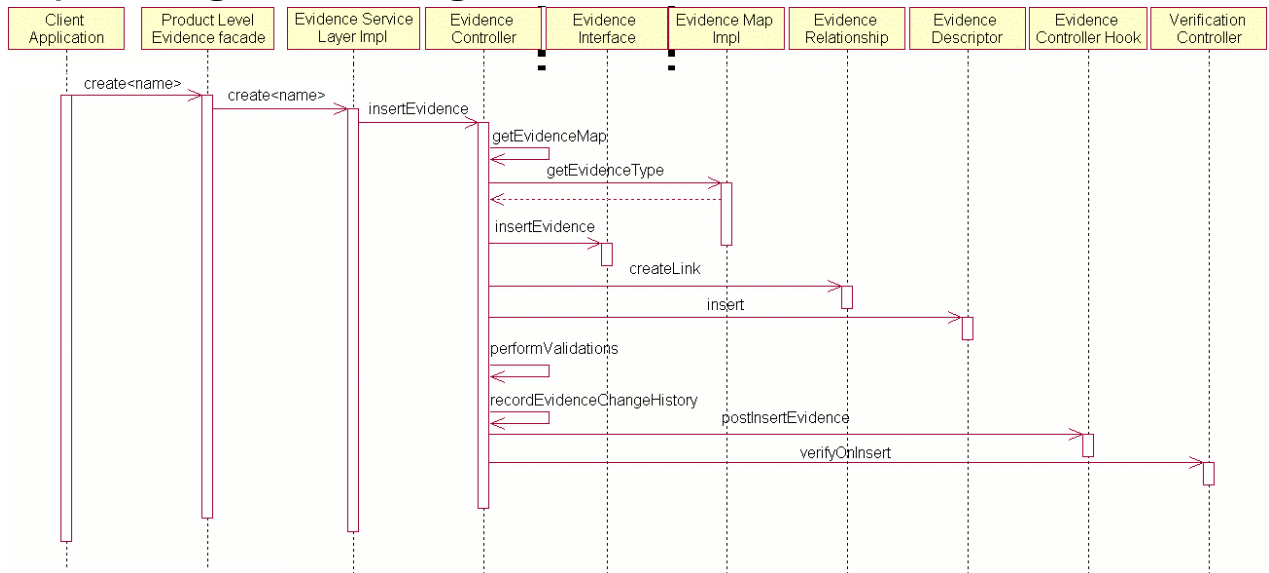 Client
Application
Product Level
Evidence facade
Evidence Service
Layer Impl
Evidence
Controller
Evidence
Interface
Evidence Map
Impl
Evidence
Relationship
Evidence
Descriptor
Evidence
Controller Hook
Verification
Controller
create<name>
create<name>
insertEvidence
getEvidenceMap
getEvidenceType
insertEvidence
createLink
insert
performValidations
recordEvidenceChangeHistory
postInsertEvidence
verifyOnInsert